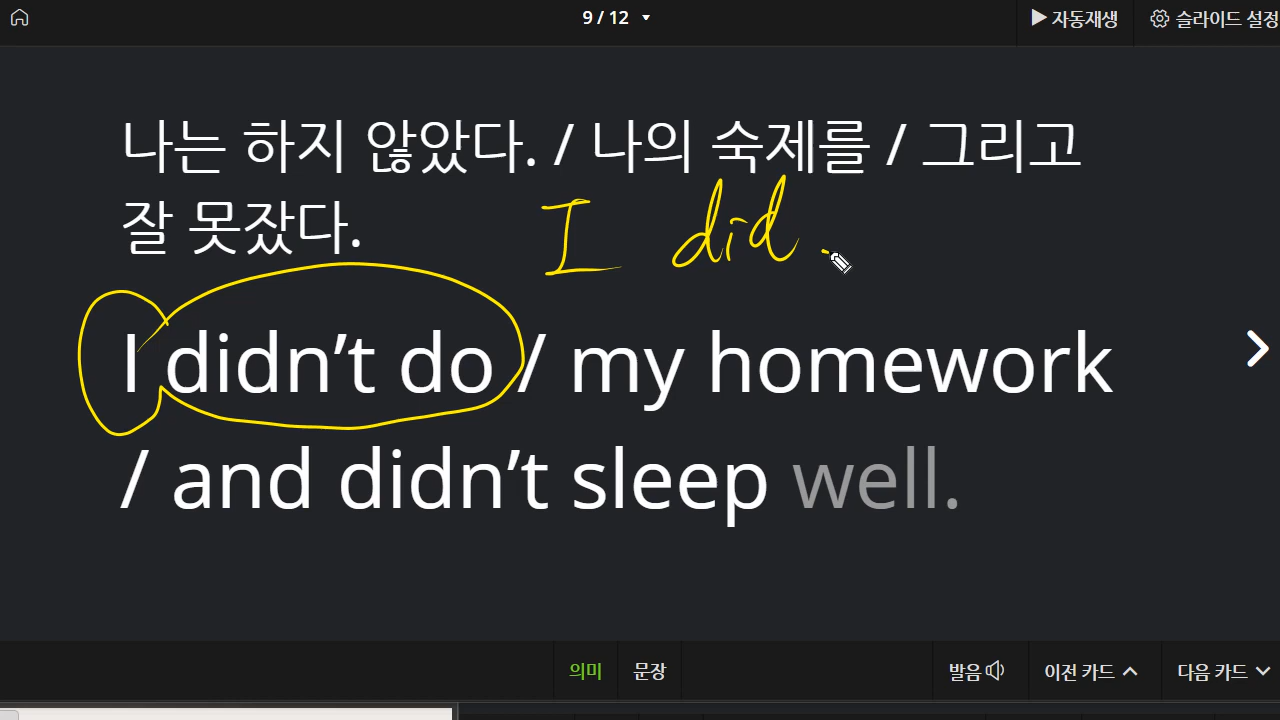 9 / 12
자동재생
슬라이드 설정
나는 하지 않았다. / 나의 숙제를 / 그리고
잘 못잤다.
I did
I didn't do / my homework
/ and didn't sleep well.
의미
문장
발음
이전 카드
다음 카드